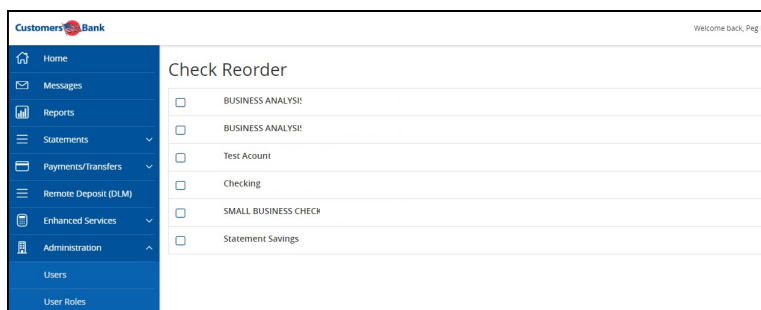 Customers Bank
Welcome back, Peg
Home
Messages
Reports
Statements
Payments/Transfers
Remote Deposit (DLM)
Enhanced Services
Administration
Users
User Roles
Check Reorder
BUSINESS ANALYSIS
BUSINESS ANALYSIS
Test Acount
Checking
SMALL BUSINESS CHECK
Statement Savings